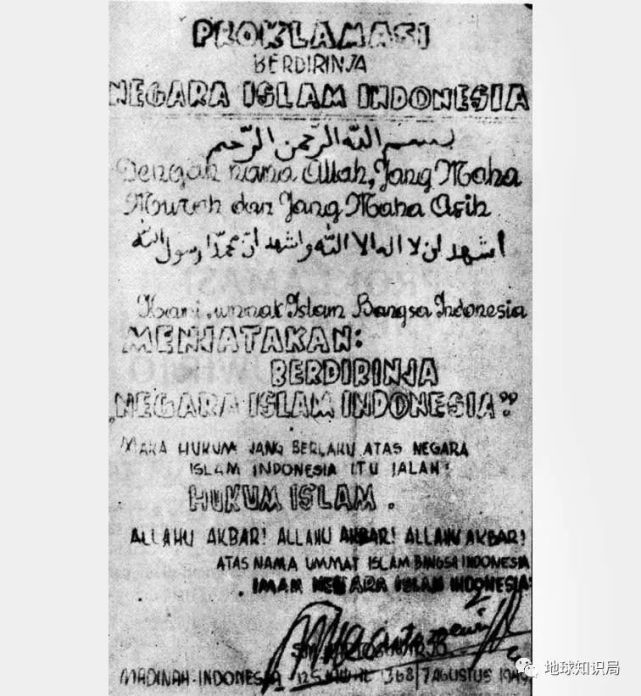 PROKLAMASI
BERDIRINJA
NEGARA ISLAM INDONESIA
بسم الله الرحمن الرحيم
Dengan nama Allah, Jang Maha
Murah dan Jang Maha Asih
اشهد ان لا اله الا الله واشهد ان محمدا رسول الله
Kami, ummat Islam Bangsa Indonesia
MENJATAKAN:
BERDIRINJA
„NEGARA ISLAM INDONESIA”
MAKA HUKUM JANG BERLAKU ATAS NEGARA
ISLAM INDONESIA ITU IALAH:
HUKUM ISLAM.
ALLAHU AKBAR! ALLAHU AKBAR! ALLAHU AKBAR!
ATAS NAMA UMMAT ISLAM BANGSA INDONESIA
IMAM NEGARA ISLAM INDONESIA
MADINAH-INDONESIA, 12 1368/7 AGUSTUS 1949
地球知识局